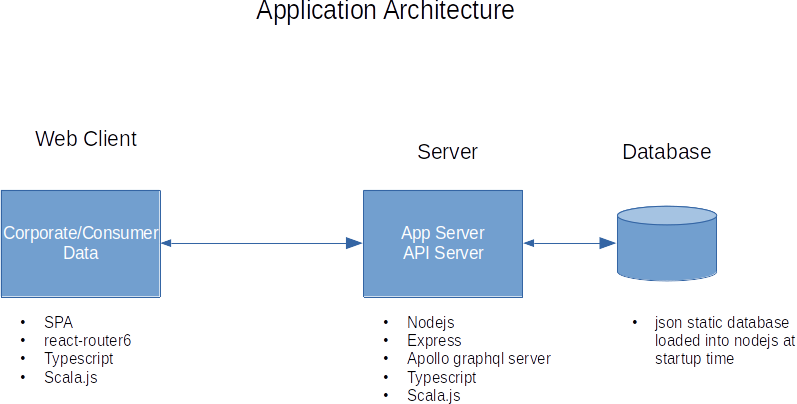 Application Architecture
Web Client
Corporate/Consumer
Data
• SPA
• react-router6
• Typescript
• Scala.js
Server
App Server
API Server
• Nodejs
• Express
• Apollo graphql server
• Typescript
• Scala.js
Database
• json static database
loaded into nodejs at
startup time